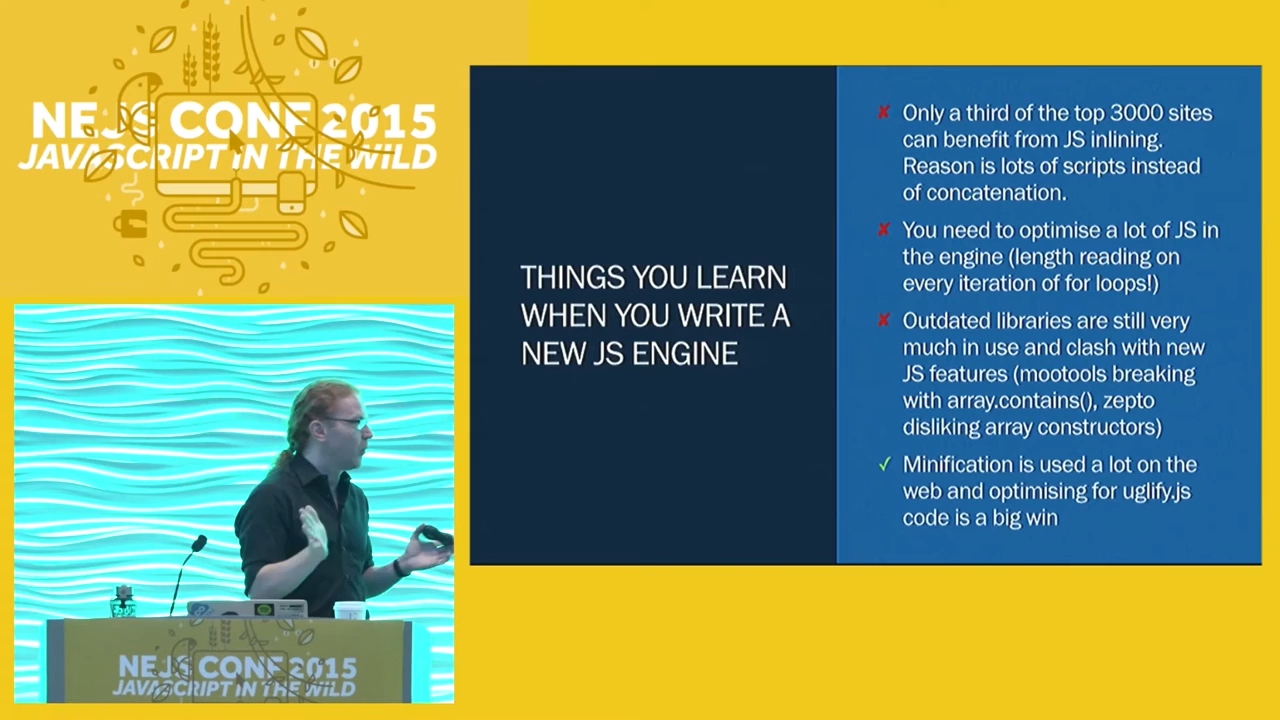 NEJS CONF 2015
JAVASCRIPT IN THE WILD
THINGS YOU LEARN
WHEN YOU WRITE A
NEW JS ENGINE
✘ Only a third of the top 3000 sites
can benefit from JS inlining.
Reason is lots of scripts instead
of concatenation.
✘ You need to optimise a lot of JS in
the engine (length reading on
every iteration of for loops!)
✘ Outdated libraries are still very
much in use and clash with new
JS features (mootools breaking
with array.contains(), zepto
disliking array constructors)
✓ Minification is used a lot on the
web and optimising for uglify.js
code is a big win
NEJS CONF 2015
JAVASCRIPT IN THE WILD